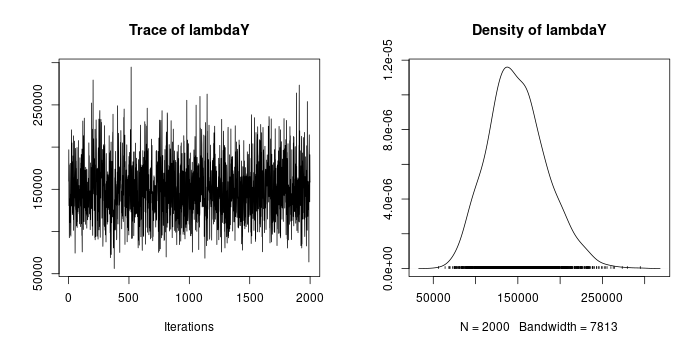 Trace of lambdaY
250000
150000
50000
0
500
1000
1500
2000
Iterations
Density of lambdaY
1.2e-05
8.0e-06
4.0e-06
0.0e+00
50000
150000
250000
N = 2000 Bandwidth = 7813